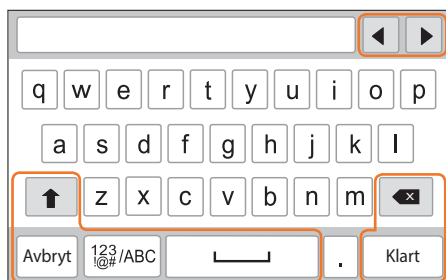 q w e r t y u i o p
a s d f g h j k l
z x c v b n m
Avbryt 123 !@# /ABC . Klart